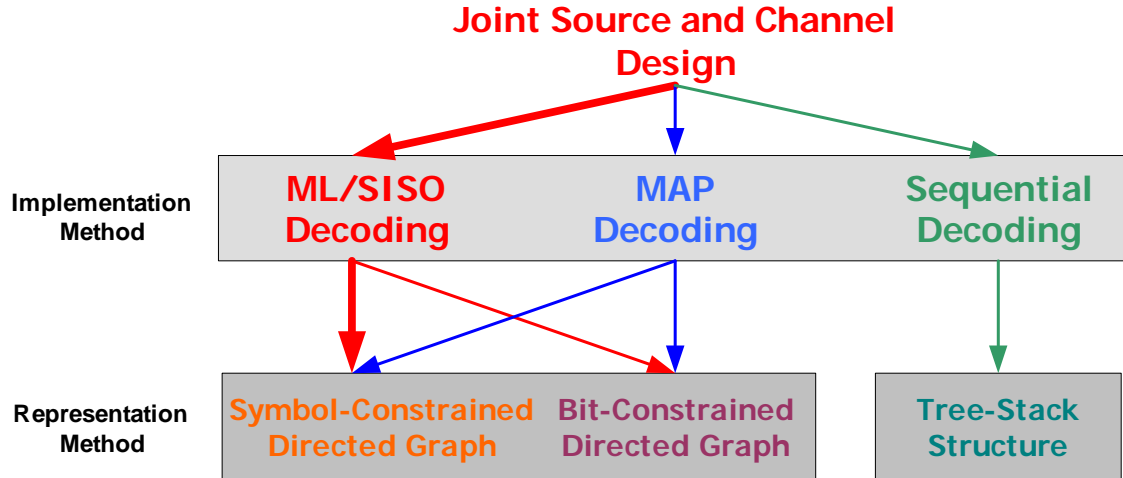 Joint Source and Channel
Design
Implementation
Method
ML/SISO
Decoding
MAP
Decoding
Sequential
Decoding
Representation
Method
Symbol-Constrained
Directed Graph
Bit-Constrained
Directed Graph
Tree-Stack
Structure